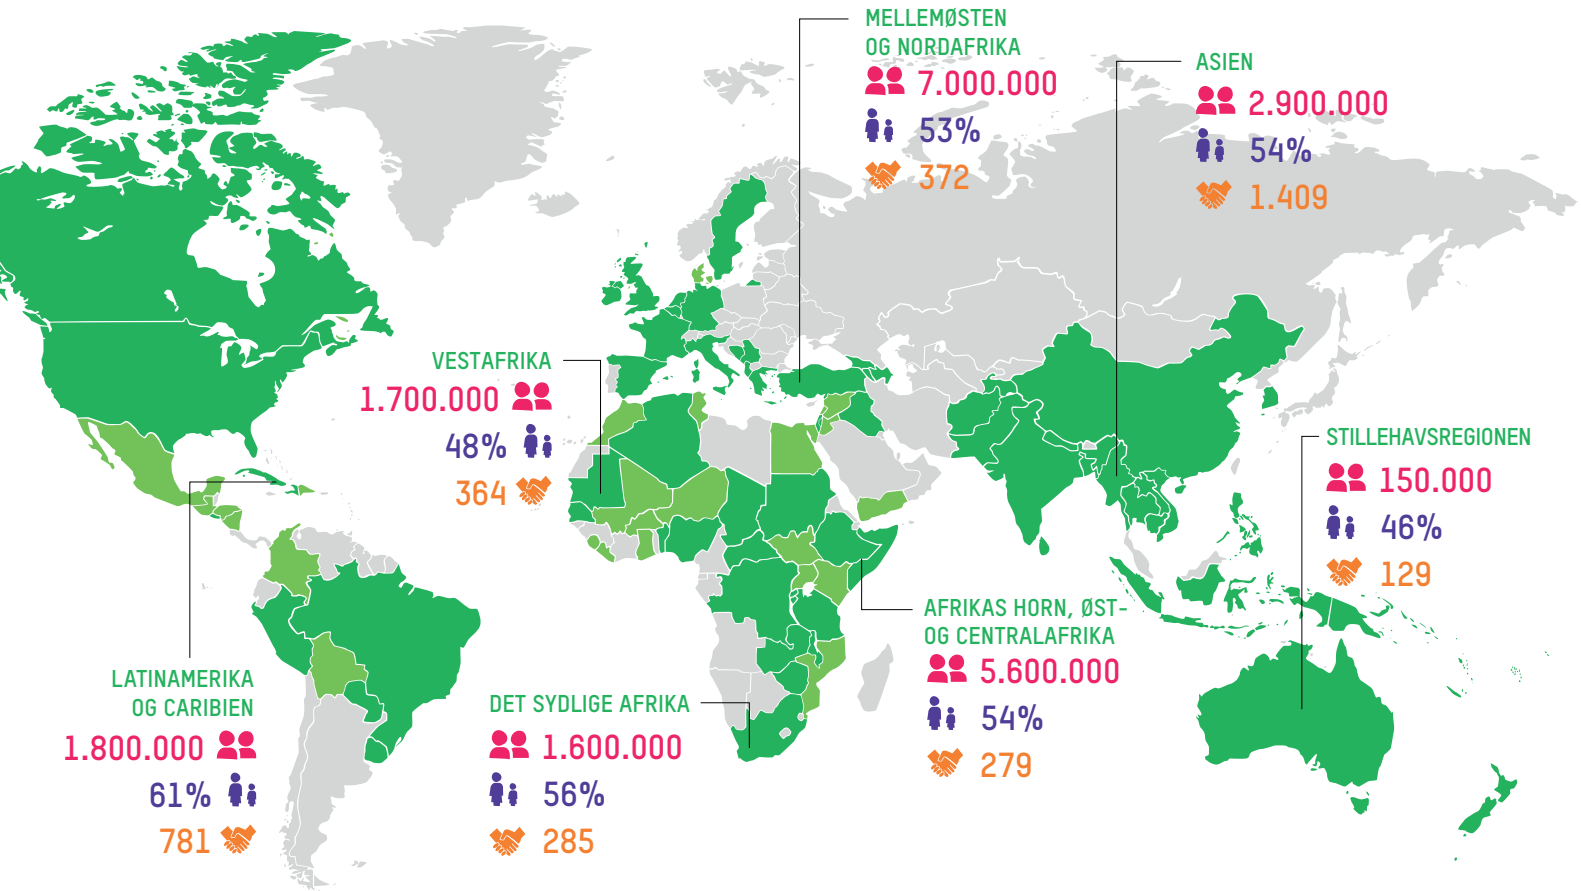 MELLEMØSTEN
OG NORDAFRIKA
7.000.000
53%
372
ASIEN
2.900.000
54%
1.409
VESTAFRIKA
1.700.000
48%
364
STILLEHAVSREGIONEN
150.000
46%
129
AFRIKAS HORN, ØST-
OG CENTRALAFRIKA
5.600.000
54%
279
LATINAMERIKA
OG CARIBIEN
1.800.000
61%
781
DET SYDLIGE AFRIKA
1.600.000
56%
285